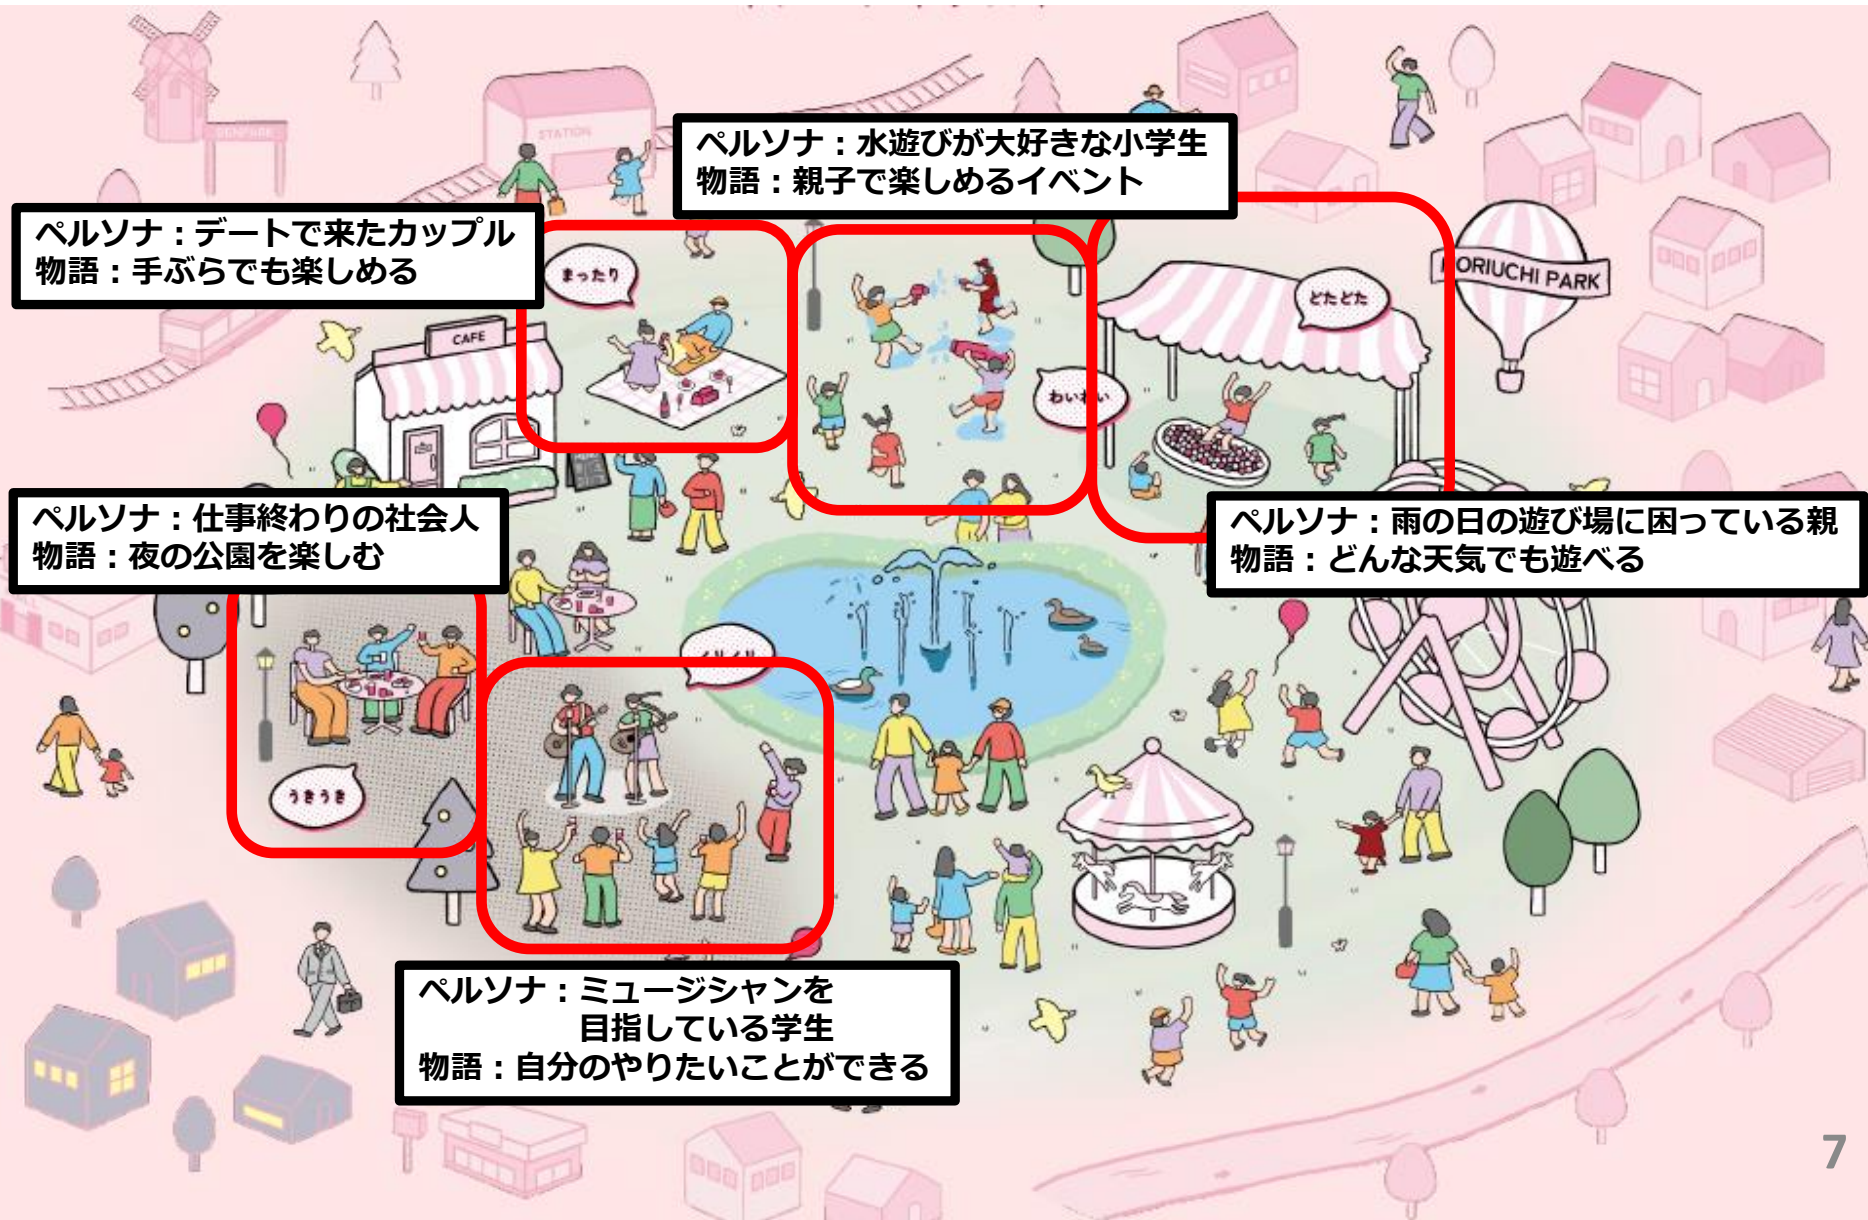 STATION
ペルソナ：水遊びが大好きな小学生
物語：親子で楽しめるイベント
ペルソナ：デートで来たカップル
物語：手ぶらでも楽しめる
まったり
どたどた
HORIUCHI PARK
CAFE
わいわい
ペルソナ：仕事終わりの社会人
物語：夜の公園を楽しむ
ペルソナ：雨の日の遊び場に困っている親
物語：どんな天気でも遊べる
うきうき
ペルソナ：ミュージシャンを
目指している学生
物語：自分のやりたいことができる
7